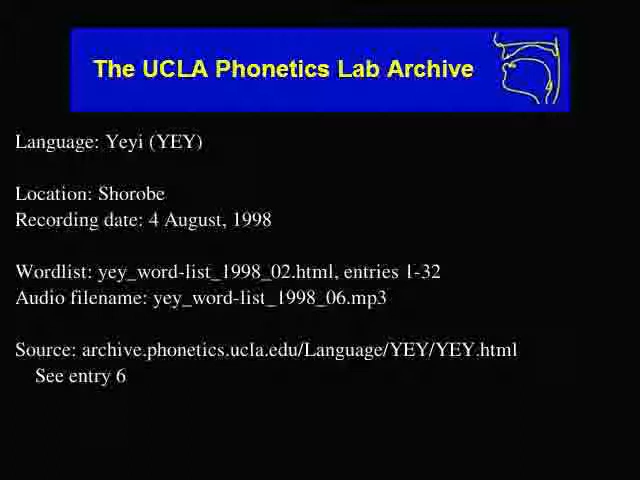 The UCLA Phonetics Lab Archive
Language: Yeyi (YEY)
Location: Shorobe
Recording date: 4 August, 1998
Wordlist: yey_word-list_1998_02.html, entries 1-32
Audio filename: yey_word-list_1998_06.mp3
Source: archive.phonetics.ucla.edu/Language/YEY/YEY.html
See entry 6